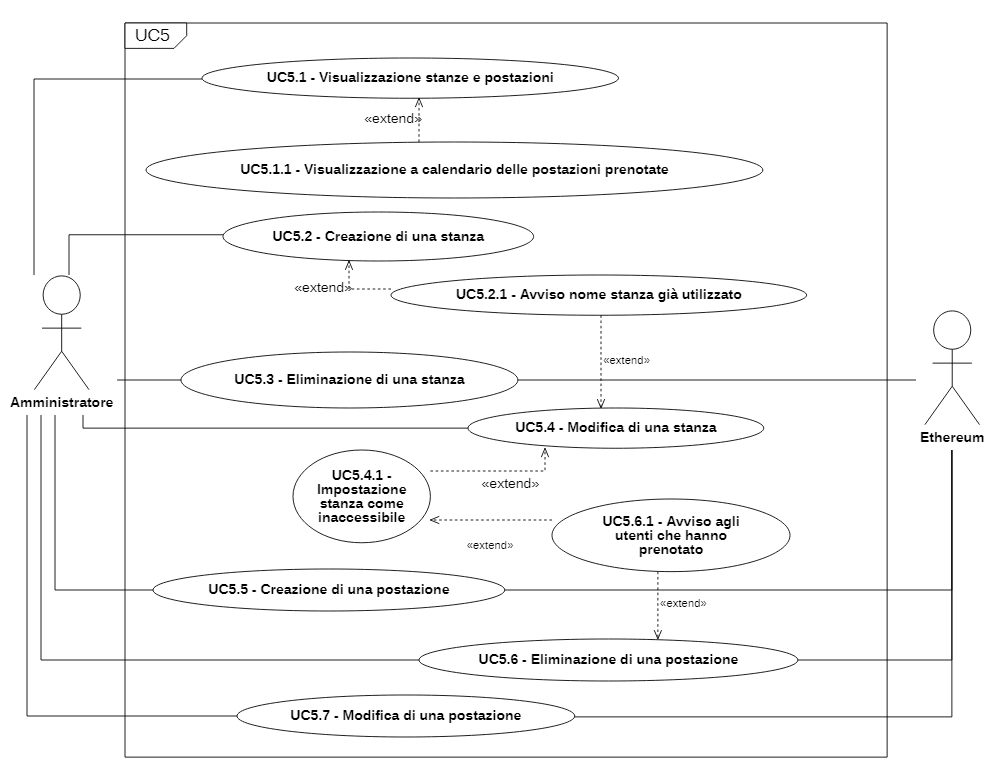 UC5
UC5.1 - Visualizzazione stanze e postazioni
«extend»
UC5.1.1 - Visualizzazione a calendario delle postazioni prenotate
UC5.2 - Creazione di una stanza
«extend»
UC5.2.1 - Avviso nome stanza già utilizzato
«extend»
UC5.3 - Eliminazione di una stanza
Amministratore
UC5.4 - Modifica di una stanza
Ethereum
UC5.4.1 -
Impostazione
stanza come
inaccessibile
«extend»
UC5.6.1 - Avviso agli
utenti che hanno
prenotato
«extend»
UC5.5 - Creazione di una postazione
«extend»
UC5.6 - Eliminazione di una postazione
UC5.7 - Modifica di una postazione